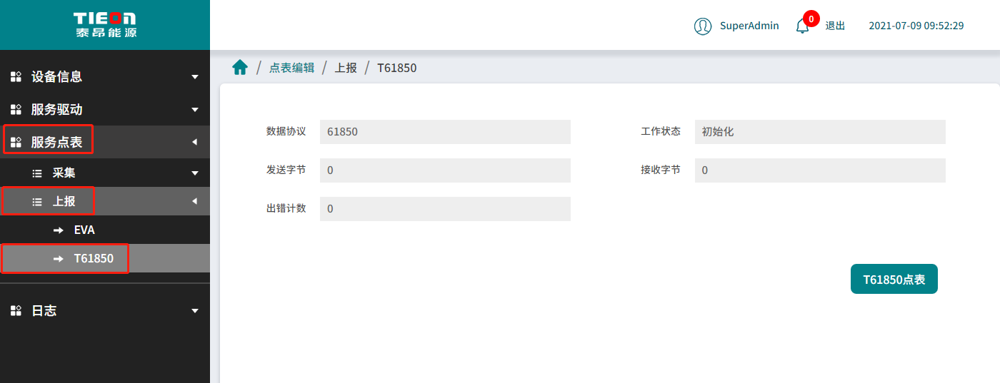 TIEON
泰昂能源
SuperAdmin
0
退出
2021-07-09 09:52:29
设备信息
服务驱动
服务点表
采集
上报
EVA
T61850
日志
/ 点表编辑 / 上报 / T61850
数据协议 61850
工作状态 初始化
发送字节 0
接收字节 0
出错计数 0
T61850点表